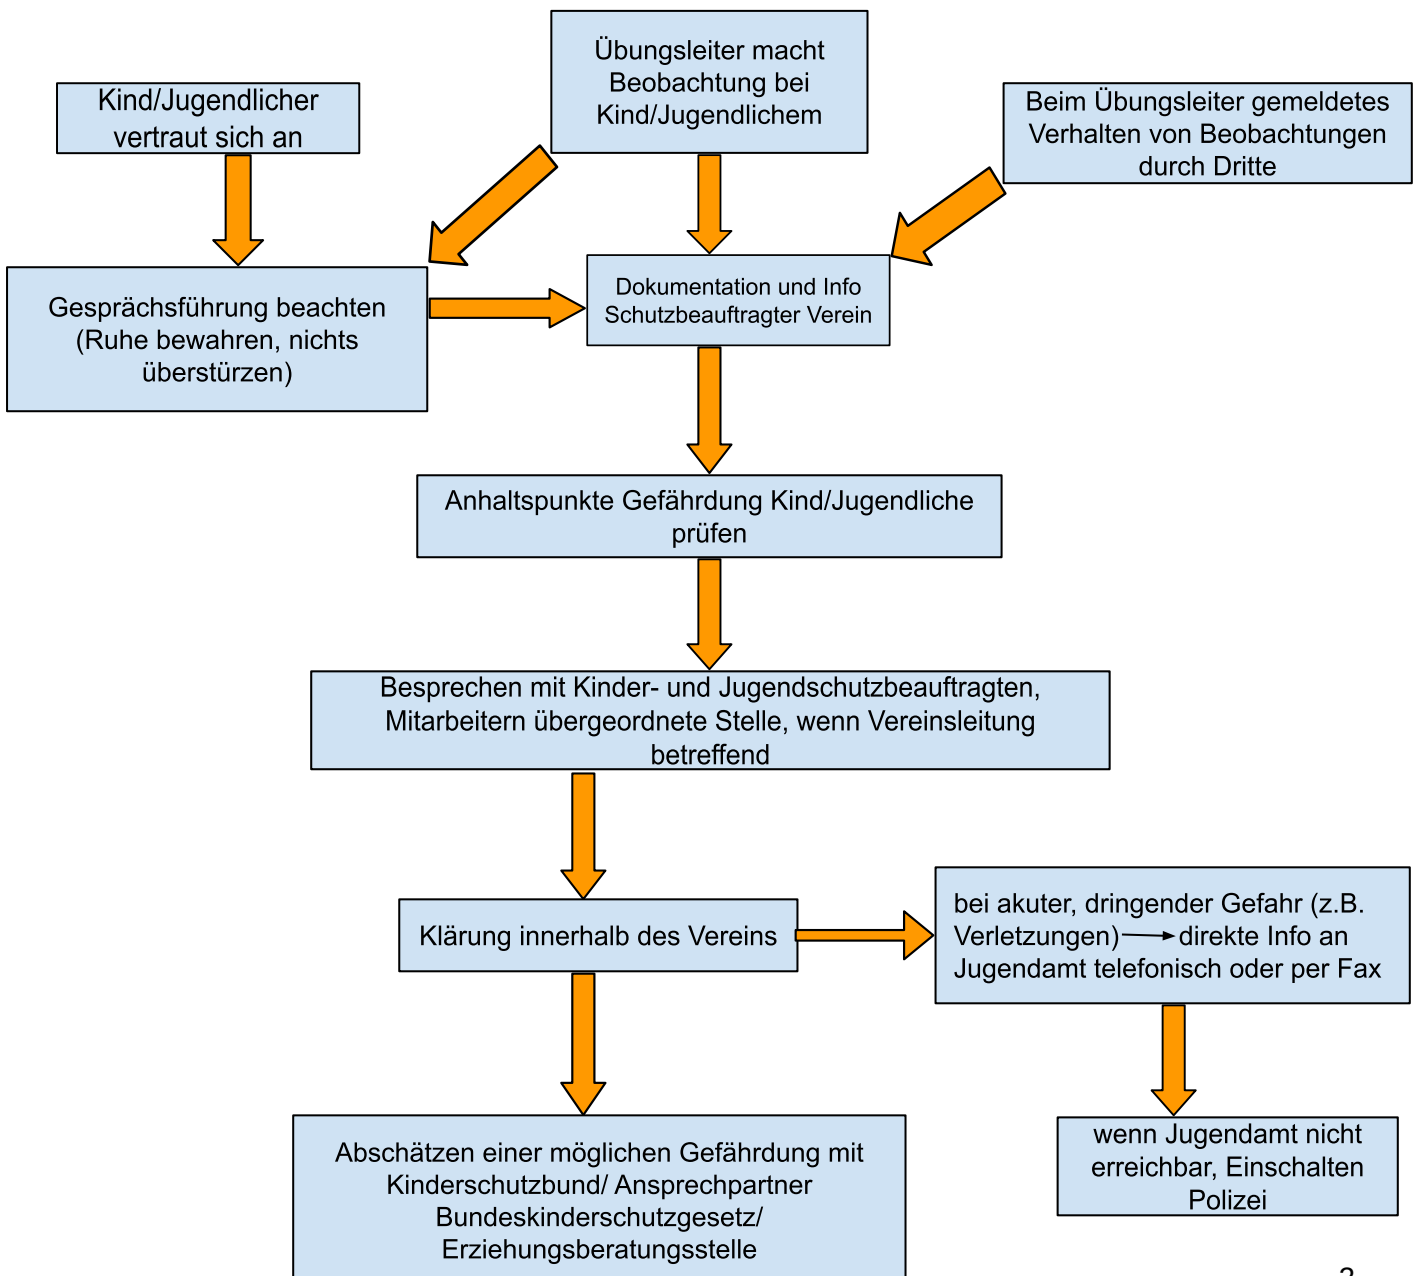 Übungsleiter macht
Beobachtung bei
Kind/Jugendlichem
Kind/Jugendlicher
vertraut sich an
Beim Übungsleiter gemeldetes
Verhalten von Beobachtungen
durch Dritte
Gesprächsführung beachten
(Ruhe bewahren, nichts
überstürzen)
Dokumentation und Info
Schutzbeauftragter Verein
Anhaltspunkte Gefährdung Kind/Jugendliche
prüfen
Besprechen mit Kinder- und Jugendschutzbeauftragten,
Mitarbeitern übergeordnete Stelle, wenn Vereinsleitung
betreffend
Klärung innerhalb des Vereins
bei akuter, dringender Gefahr (z.B.
Verletzungen) → direkte Info an
Jugendamt telefonisch oder per Fax
Abschätzen einer möglichen Gefährdung mit
Kinderschutzbund/ Ansprechpartner
Bundeskinderschutzgesetz/
Erziehungsberatungsstelle
wenn Jugendamt nicht
erreichbar, Einschalten
Polizei